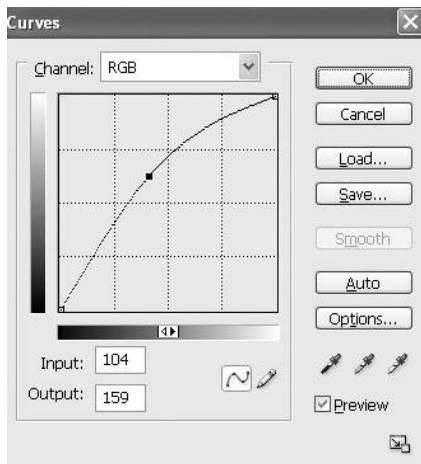 Curves
Channel: RGB
OK
Cancel
Load...
Save...
Smooth
Auto
Options...
Input: 104
Output: 159
Preview